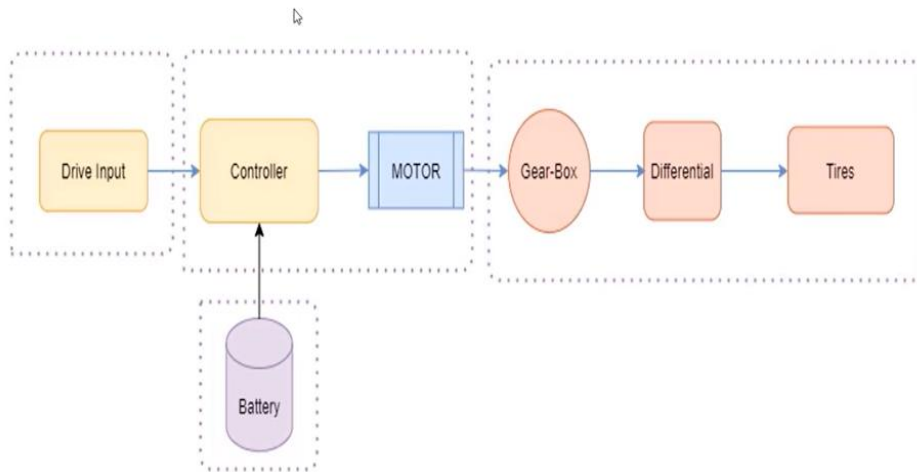 Drive Input
Controller
MOTOR
Gear-Box
Differential
Tires
Battery